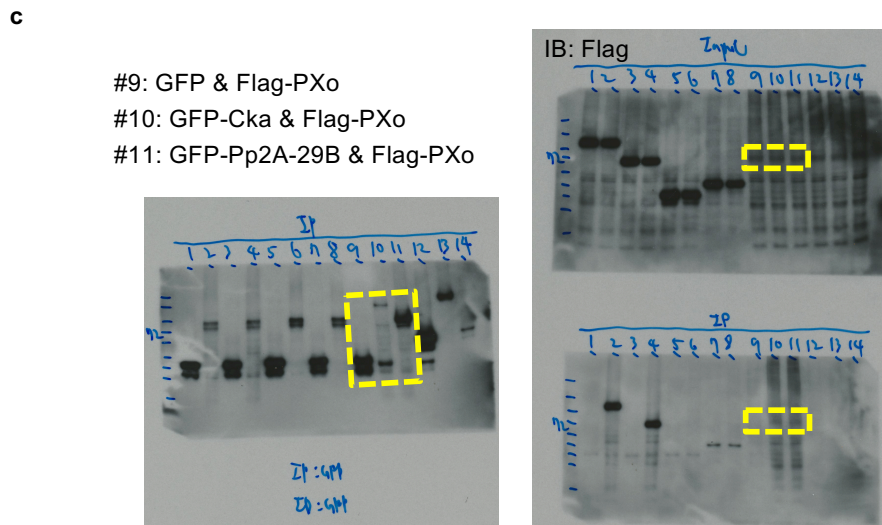 c
#9: GFP & Flag-PXo
#10: GFP-Cka & Flag-PXo
#11: GFP-Pp2A-29B & Flag-PXo
IP
1 2 3 4 5 6 7 8 9 10 11 12 13 14
72
IP: GFP
IB: GFP
IB: Flag
Input
1 2 3 4 5 6 7 8 9 10 11 12 13 14
72
IP
1 2 3 4 5 6 7 8 9 10 11 12 13 14
72